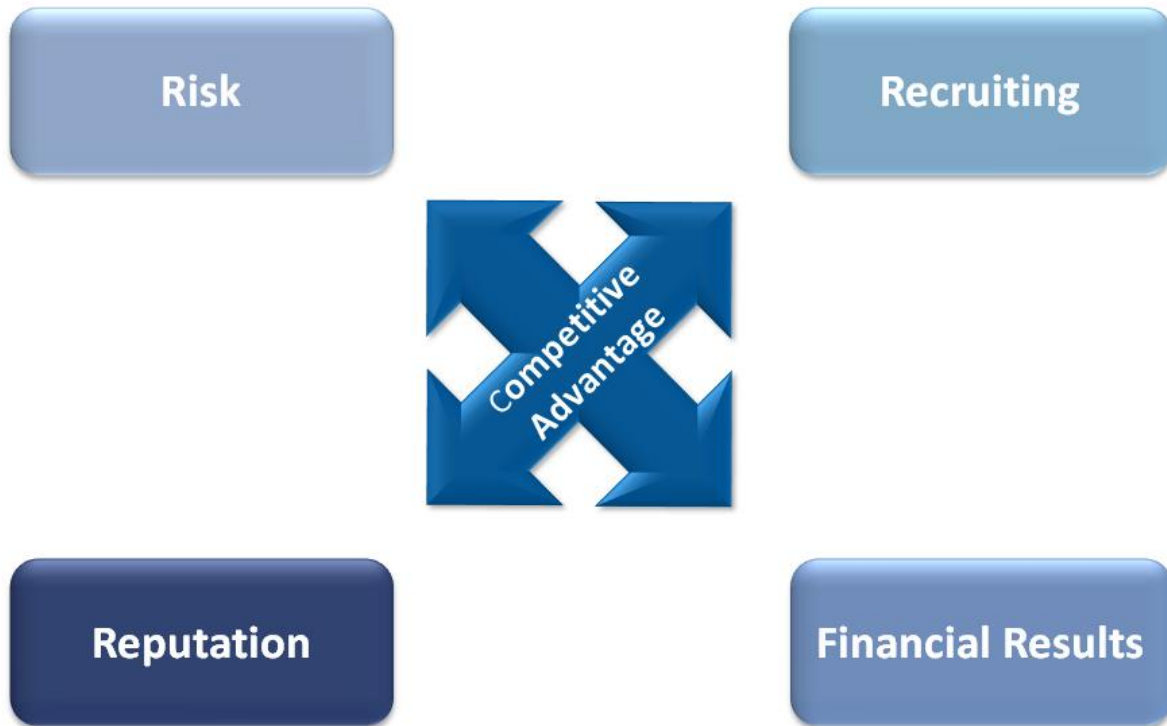 Risk
Recruiting
Competitive
Advantage
Reputation
Financial Results